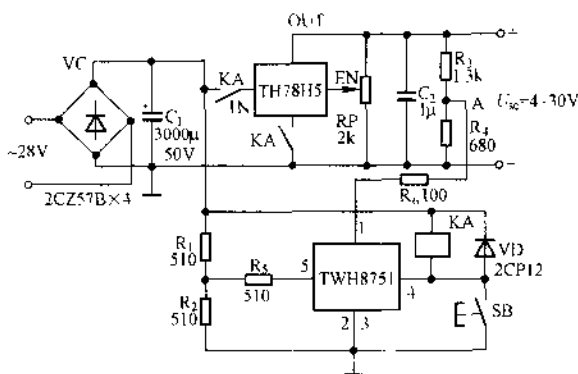 OUT
VC
KA
1N
TH78H5
EN
RP
2k
KA
C₁
3000μ
50V
~28V
2CZ57B×4
C₂
1μ
R₃
1.3k
A
R₄
680
+
−
U_sc=4-30V
R₆ 100
1
R₁
510
R₂
510
R₅
510
5
TWH8751
4
2
3
KA
VD
2CP12
SB